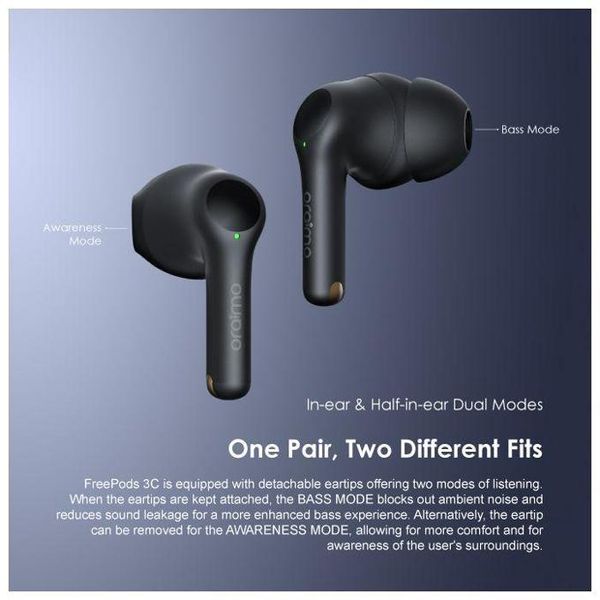 Bass Mode
oraimo
Awareness
Mode
oraimo
In-ear & Half-in-ear Dual Modes
One Pair, Two Different Fits
FreePods 3C is equipped with detachable eartips offering two modes of listening.
When the eartips are kept attached, the BASS MODE blocks out ambient noise and
reduces sound leakage for a more enhanced bass experience. Alternatively, the eartip
can be removed for the AWARENESS MODE, allowing for more comfort and for
awareness of the user's surroundings.